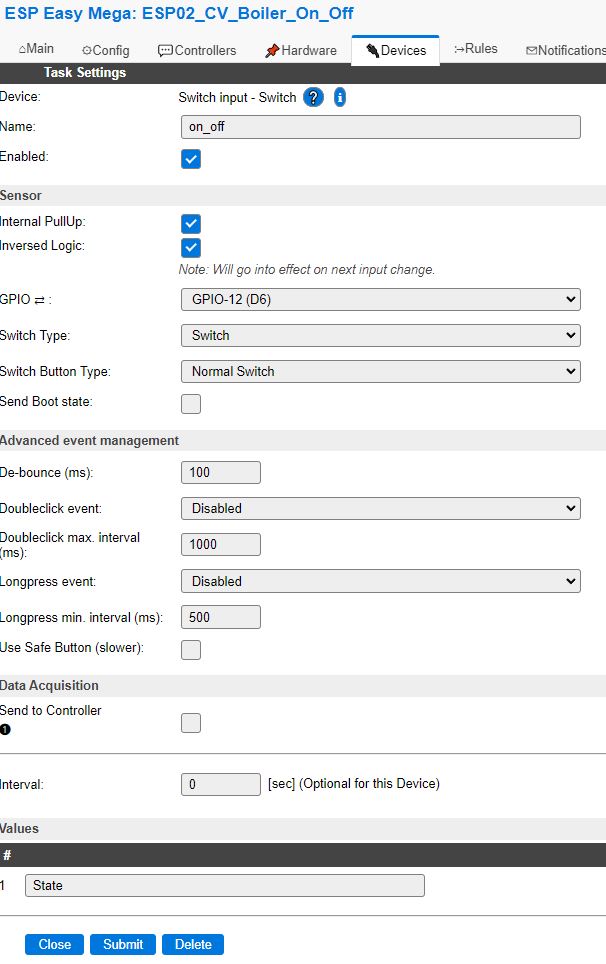 ESP Easy Mega: ESP02_CV_Boiler_On_Off
Main Config Controllers Hardware Devices Rules Notifications
Task Settings
Device: Switch input - Switch ? i
Name: on_off
Enabled:
Sensor
Internal PullUp:
Inversed Logic:
Note: Will go into effect on next input change.
GPIO ⇄ : GPIO-12 (D6)
Switch Type: Switch
Switch Button Type: Normal Switch
Send Boot state:
Advanced event management
De-bounce (ms): 100
Doubleclick event: Disabled
Doubleclick max. interval
(ms): 1000
Longpress event: Disabled
Longpress min. interval (ms): 500
Use Safe Button (slower):
Data Acquisition
Send to Controller
1
Interval: 0 [sec] (Optional for this Device)
Values
#
1 State
Close Submit Delete